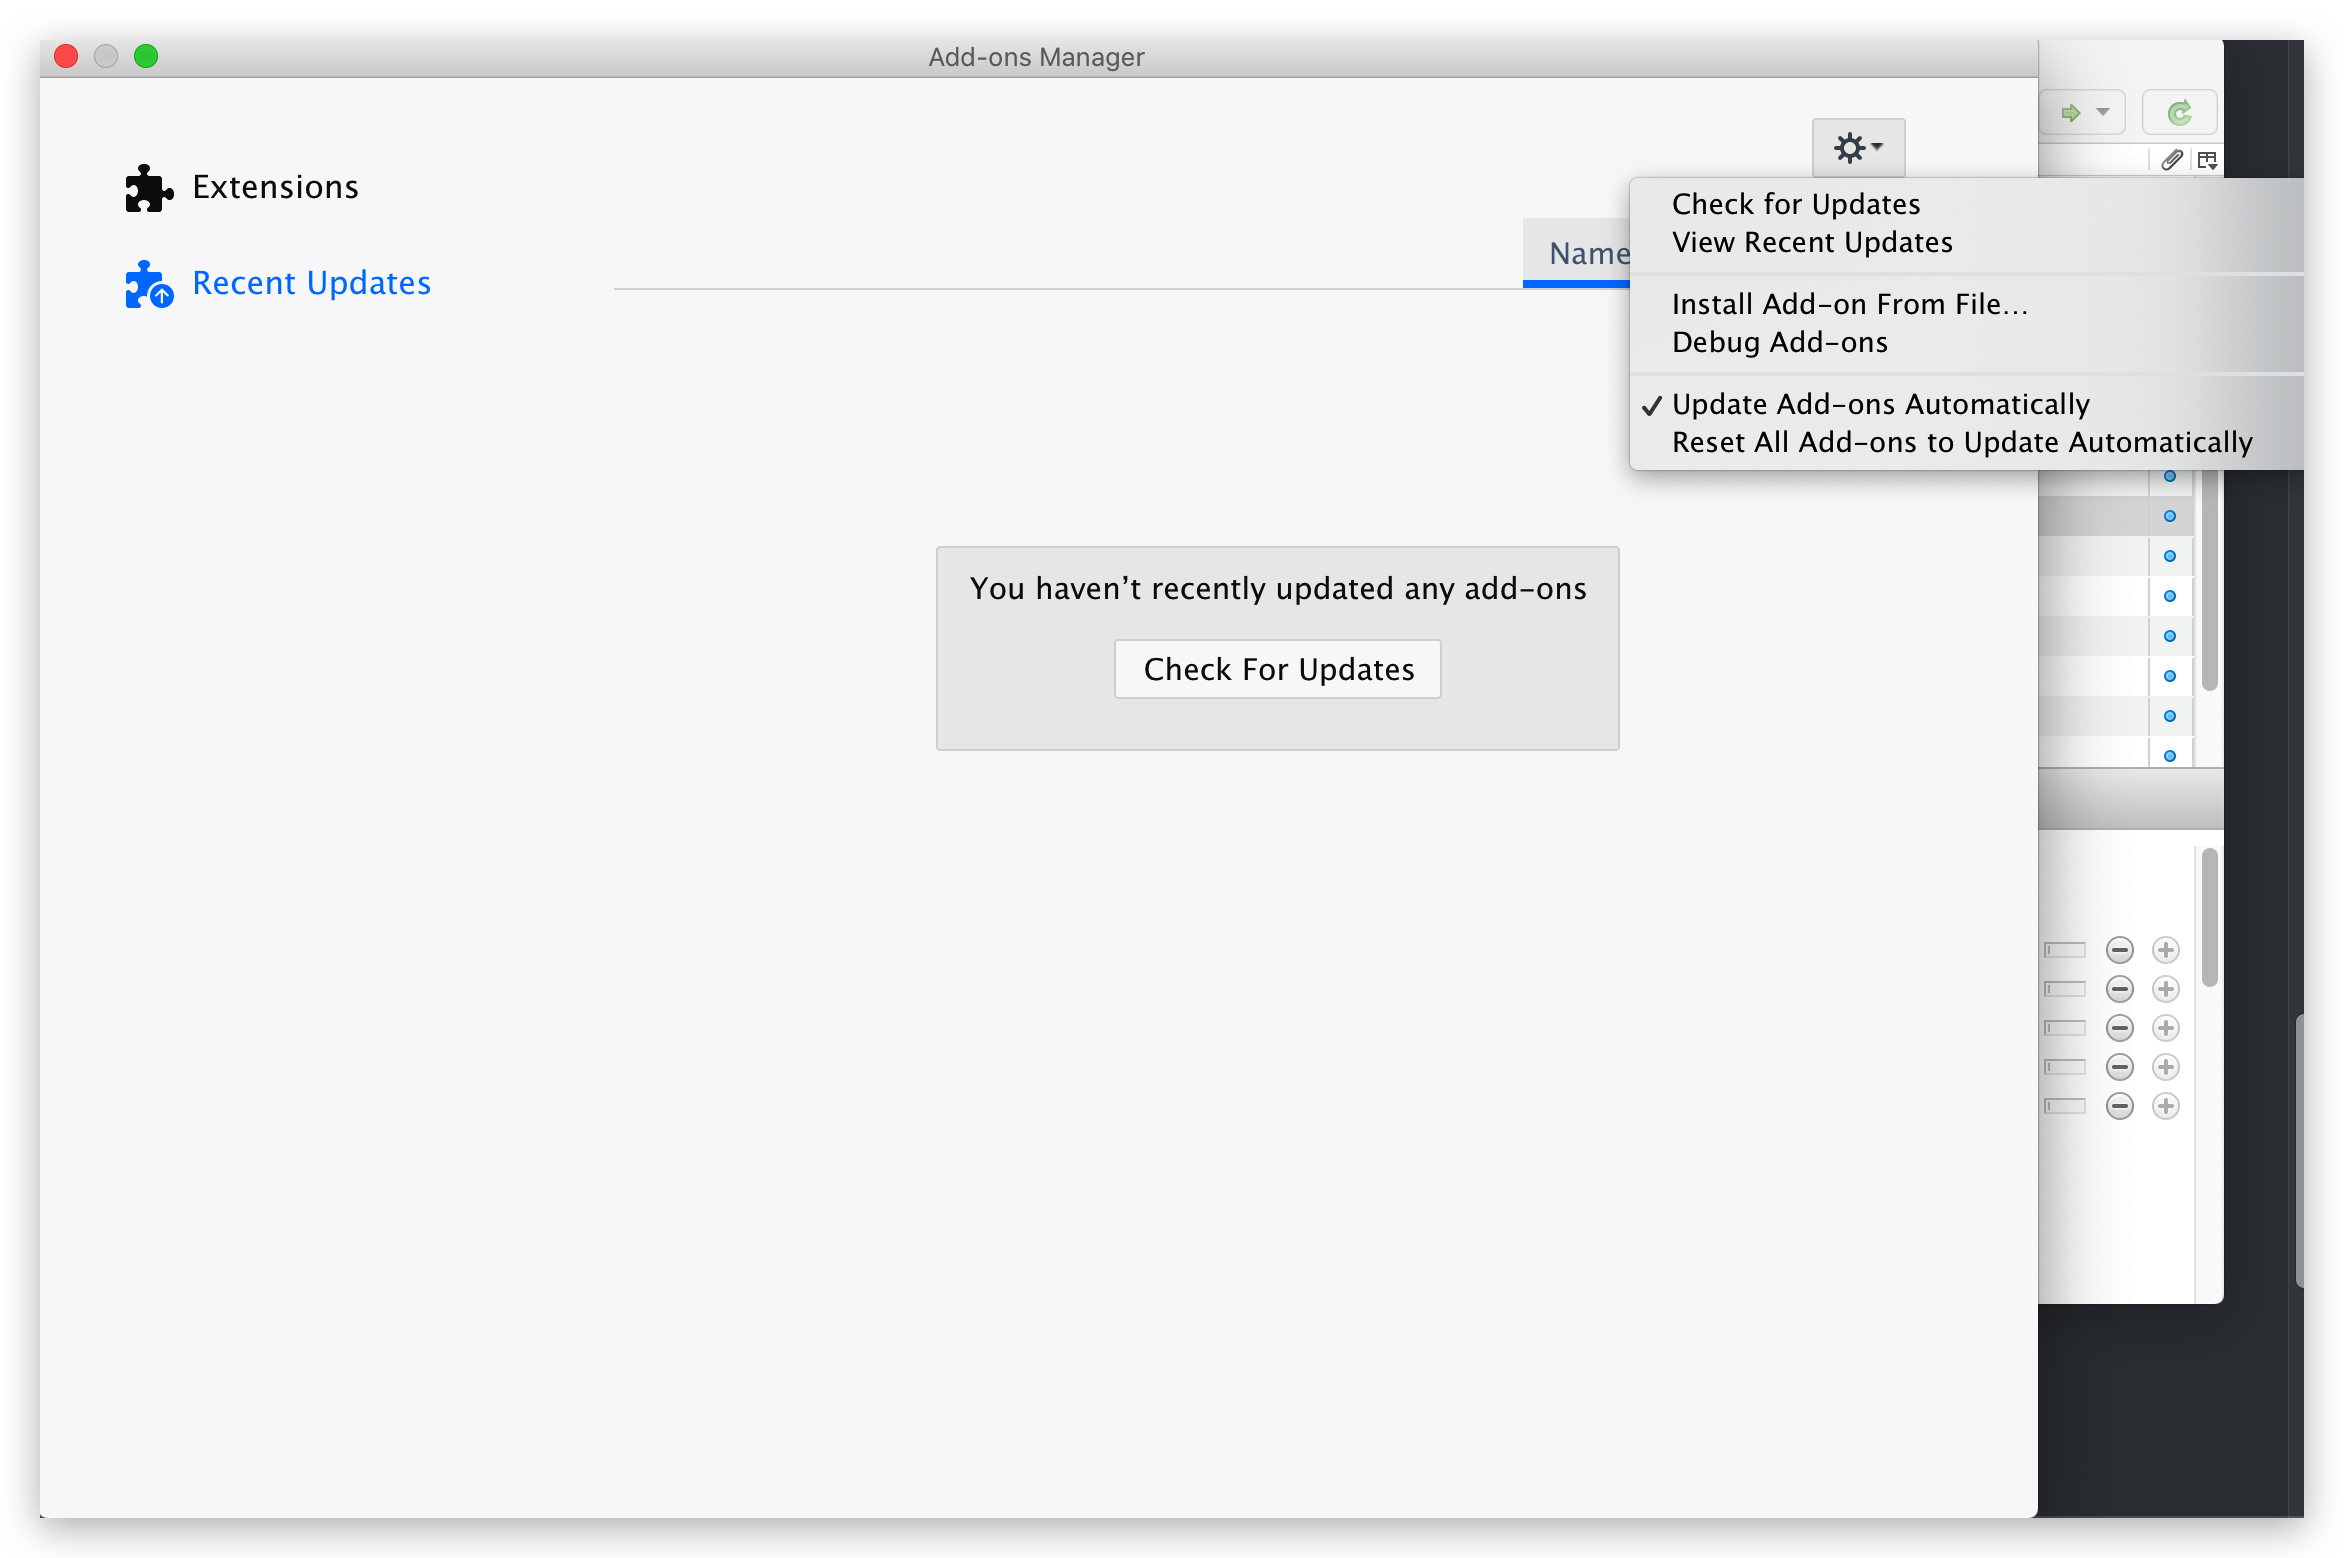 Add-ons Manager
Extensions
Recent Updates
Name
Check for Updates
View Recent Updates
Install Add-on From File...
Debug Add-ons
Update Add-ons Automatically
Reset All Add-ons to Update Automatically
You haven’t recently updated any add-ons
Check For Updates